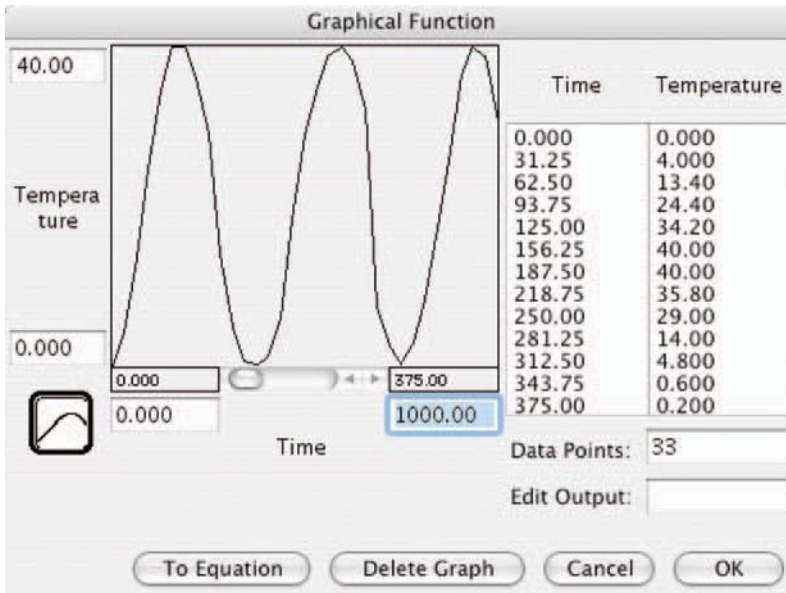 Graphical Function
40.00
Tempera
ture
0.000
0.000
375.00
0.000
1000.00
Time
Time Temperature
0.000 0.000
31.25 4.000
62.50 13.40
93.75 24.40
125.00 34.20
156.25 40.00
187.50 40.00
218.75 35.80
250.00 29.00
281.25 14.00
312.50 4.800
343.75 0.600
375.00 0.200
Data Points: 33
Edit Output:
To Equation
Delete Graph
Cancel
OK